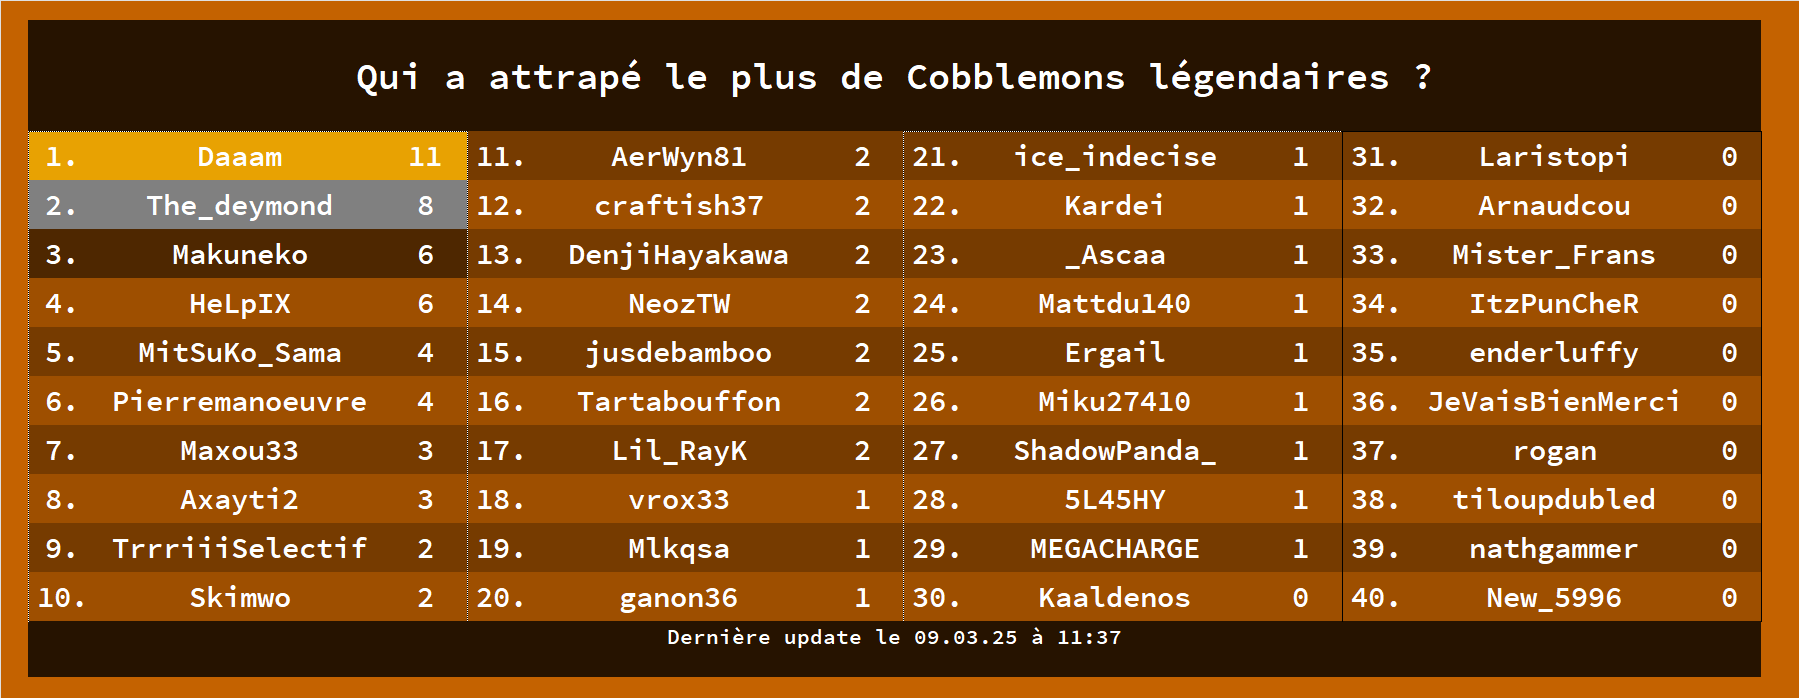 Qui a attrapé le plus de Cobblemons légendaires ?
1. Daaam 11
2. The_deymond 8
3. Makuneko 6
4. HeLpIX 6
5. MitSuKo_Sama 4
6. Pierremanoeuvre 4
7. Maxou33 3
8. Axayti2 3
9. TrrriiiSelectif 2
10. Skimwo 2
11. AerWyn81 2
12. craftish37 2
13. DenjiHayakawa 2
14. NeozTW 2
15. jusdebamboo 2
16. Tartabouffon 2
17. Lil_RayK 2
18. vrox33 1
19. Mlkqsa 1
20. ganon36 1
21. ice_indecise 1
22. Kardei 1
23. _Ascaa 1
24. Mattdu140 1
25. Ergail 1
26. Miku27410 1
27. ShadowPanda_ 1
28. 5L45HY 1
29. MEGACHARGE 1
30. Kaaldenos 0
31. Laristopi 0
32. Arnaudcou 0
33. Mister_Frans 0
34. ItzPunCheR 0
35. enderluffy 0
36. JeVaisBienMerci 0
37. rogan 0
38. tiloupdubled 0
39. nathgammer 0
40. New_5996 0
Dernière update le 09.03.25 à 11:37